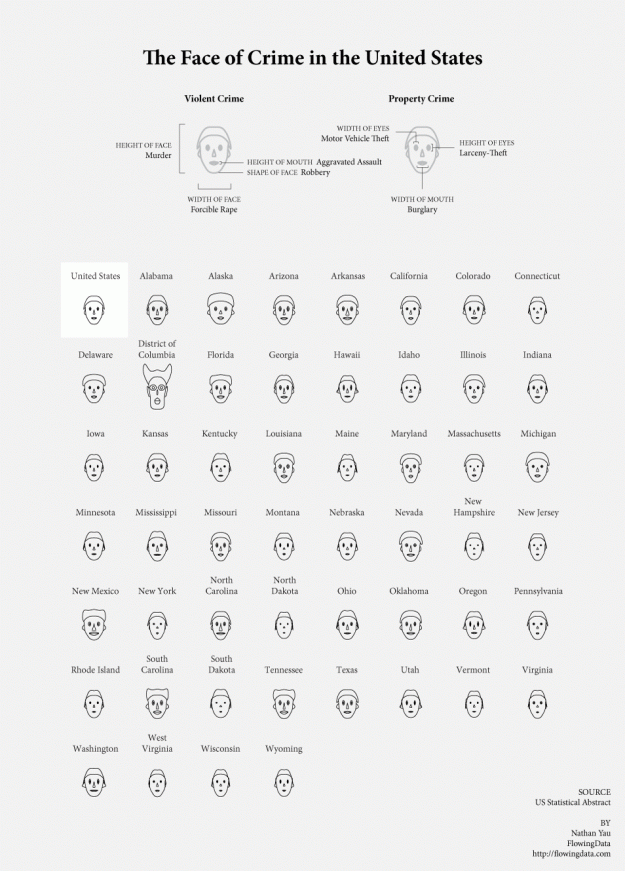 The Face of Crime in the United States
Violent Crime
Property Crime
HEIGHT OF FACE
Murder
HEIGHT OF MOUTH Aggravated Assault
SHAPE OF FACE Robbery
WIDTH OF FACE
Forcible Rape
WIDTH OF EYES
Motor Vehicle Theft
HEIGHT OF EYES
Larceny-Theft
WIDTH OF MOUTH
Burglary
United States
Alabama
Alaska
Arizona
Arkansas
California
Colorado
Connecticut
Delaware
District of
Columbia
Florida
Georgia
Hawaii
Idaho
Illinois
Indiana
Iowa
Kansas
Kentucky
Louisiana
Maine
Maryland
Massachusetts
Michigan
Minnesota
Mississippi
Missouri
Montana
Nebraska
Nevada
New
Hampshire
New Jersey
New Mexico
New York
North
Carolina
North
Dakota
Ohio
Oklahoma
Oregon
Pennsylvania
Rhode Island
South
Carolina
South
Dakota
Tennessee
Texas
Utah
Vermont
Virginia
Washington
West
Virginia
Wisconsin
Wyoming
SOURCE
US Statistical Abstract
BY
Nathan Yau
FlowingData
http://flowingdata.com